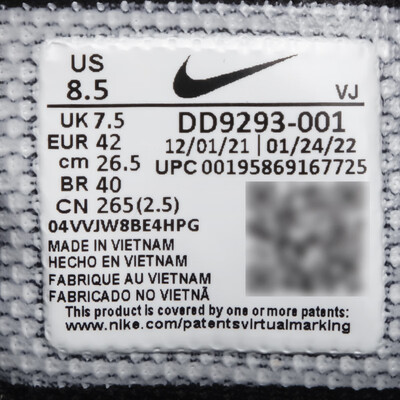 US
8.5
VJ
UK 7.5
DD9293-001
EUR 42
12/01/21 | 01/24/22
cm 26.5
UPC 00195869167725
BR 40
CN 265(2.5)
04VVJW8BE4HPG
MADE IN VIETNAM
HECHO EN VIETNAM
FABRIQUE AU VIETNAM
FABRICADO NO VIETNÃ
This product is covered by one or more patents:
www.nike.com/patentsvirtualmarking